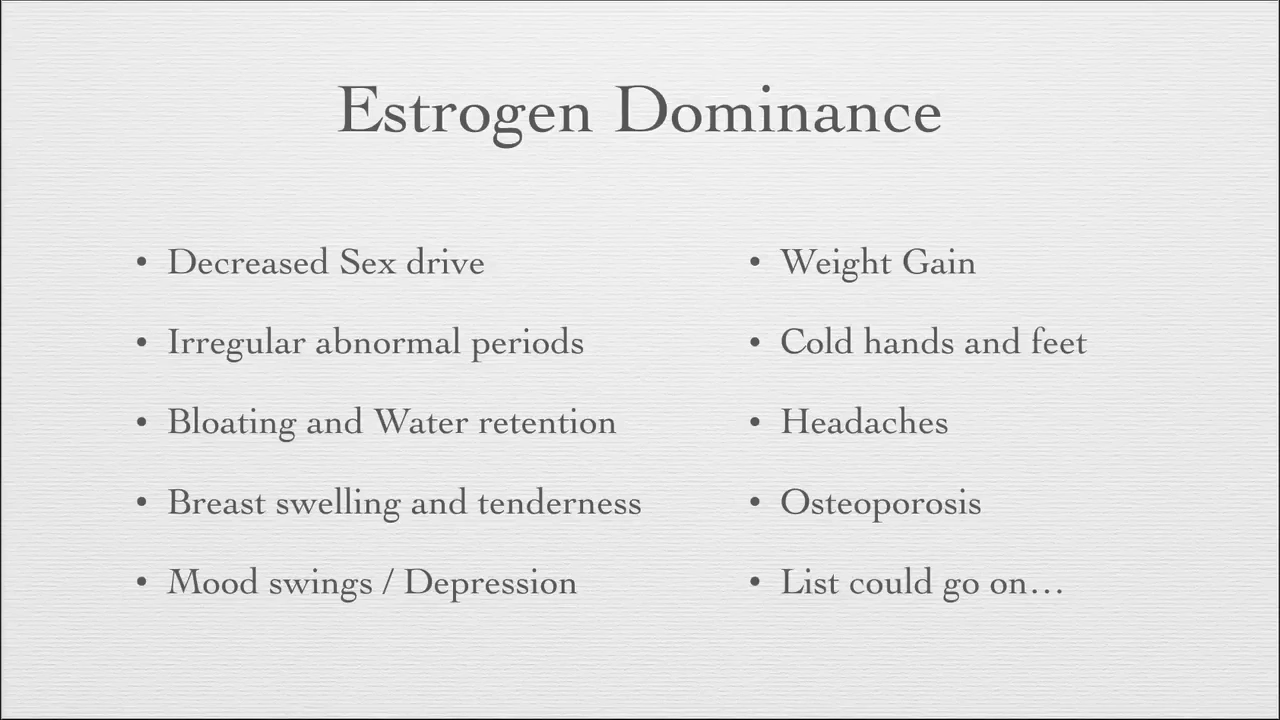 Estrogen Dominance
• Decreased Sex drive
• Irregular abnormal periods
• Bloating and Water retention
• Breast swelling and tenderness
• Mood swings / Depression
• Weight Gain
• Cold hands and feet
• Headaches
• Osteoporosis
• List could go on…